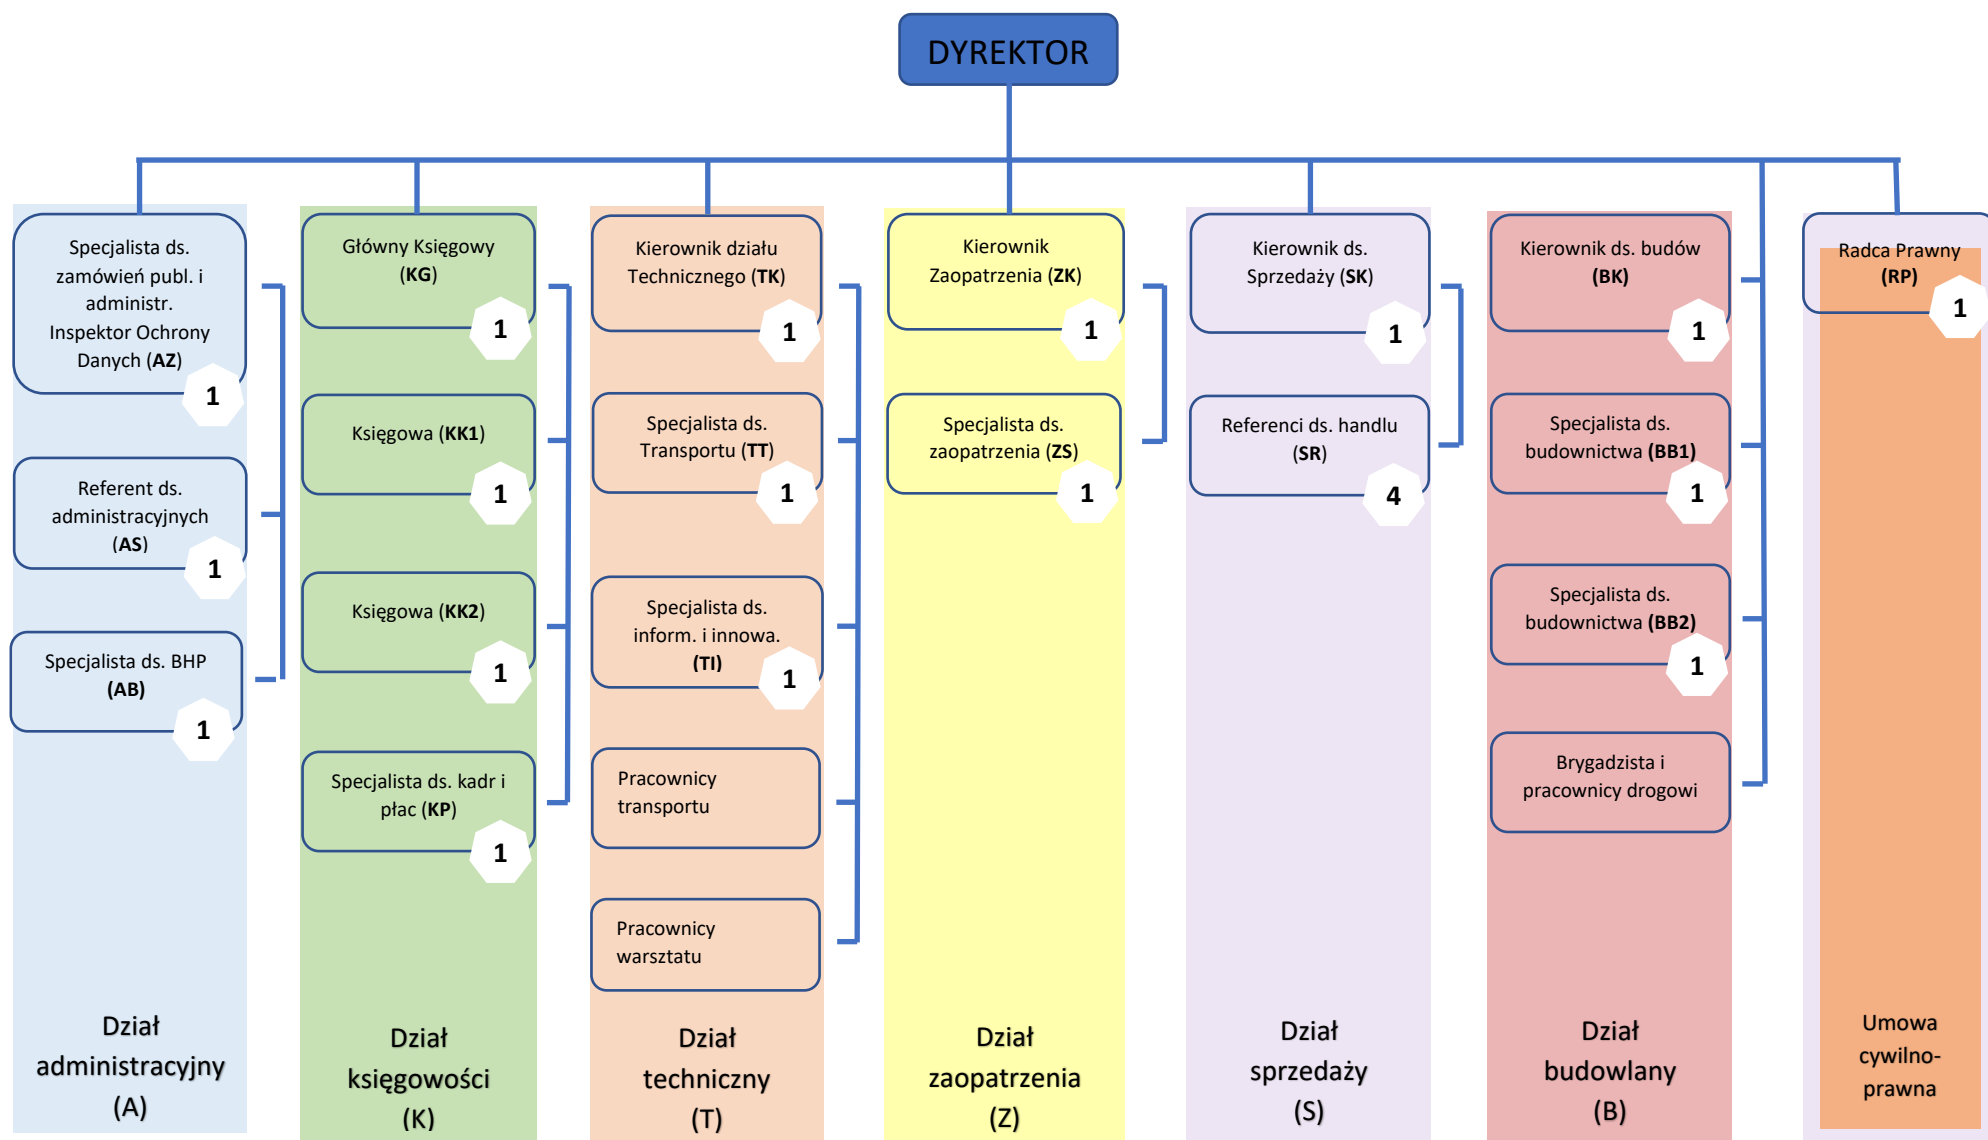 DYREKTOR
Specjalista ds.
zamówień publ. i
administr.
Inspektor Ochrony
Danych (AZ)
1
Referent ds.
administracyjnych
(AS)
1
Specjalista ds. BHP
(AB)
1
Dział
administracyjny
(A)
Główny Księgowy
(KG)
1
Księgowa (KK1)
1
Księgowa (KK2)
1
Specjalista ds. kadr i
płac (KP)
1
Dział
księgowości
(K)
Kierownik działu
Technicznego (TK)
1
Specjalista ds.
Transportu (TT)
1
Specjalista ds.
inform. i innowa.
(TI)
1
Pracownicy
transportu
Pracownicy
warsztatu
Dział
techniczny
(T)
Kierownik
Zaopatrzenia (ZK)
1
Specjalista ds.
zaopatrzenia (ZS)
1
Dział
zaopatrzenia
(Z)
Kierownik ds.
Sprzedaży (SK)
1
Referenci ds. handlu
(SR)
4
Dział
sprzedaży
(S)
Kierownik ds. budów
(BK)
1
Specjalista ds.
budownictwa (BB1)
1
Specjalista ds.
budownictwa (BB2)
1
Brygadzista i
pracownicy drogowi
Dział
budowlany
(B)
Radca Prawny
(RP)
1
Umowa
cywilno-
prawna